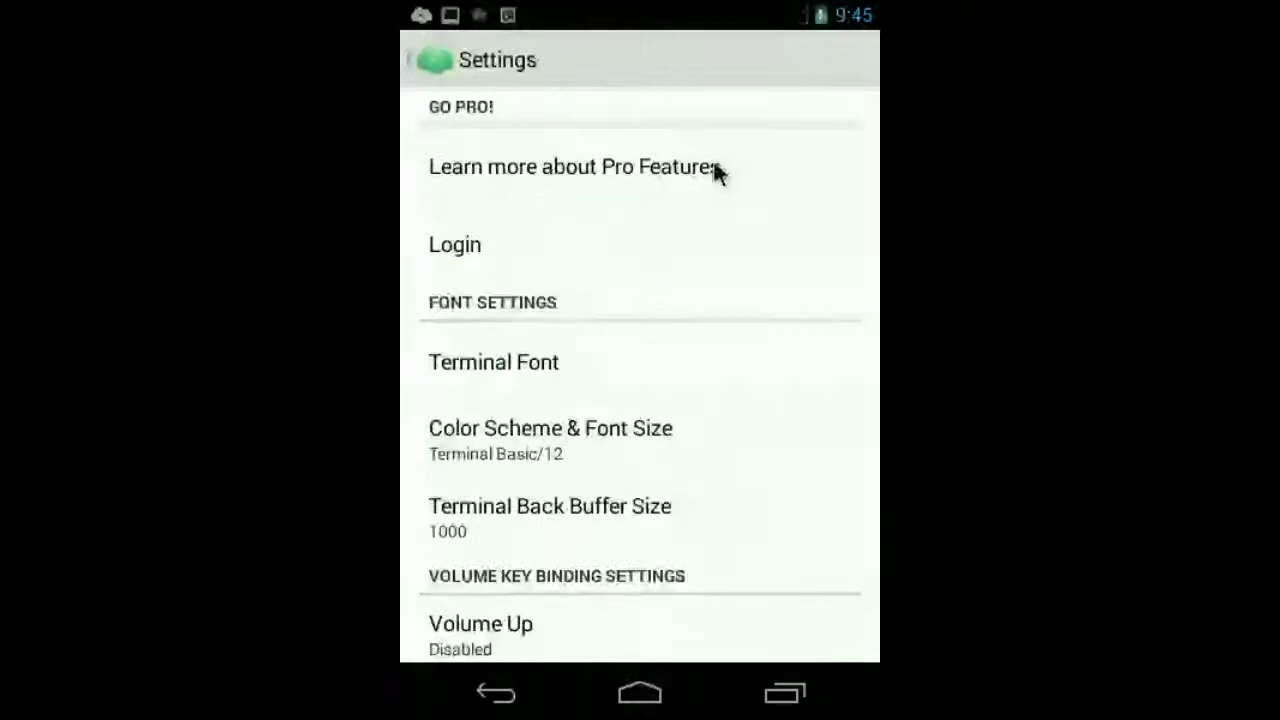 9:45
Settings
GO PRO!
Learn more about Pro Features
Login
FONT SETTINGS
Terminal Font
Color Scheme & Font Size
Terminal Basic/12
Terminal Back Buffer Size
1000
VOLUME KEY BINDING SETTINGS
Volume Up
Disabled